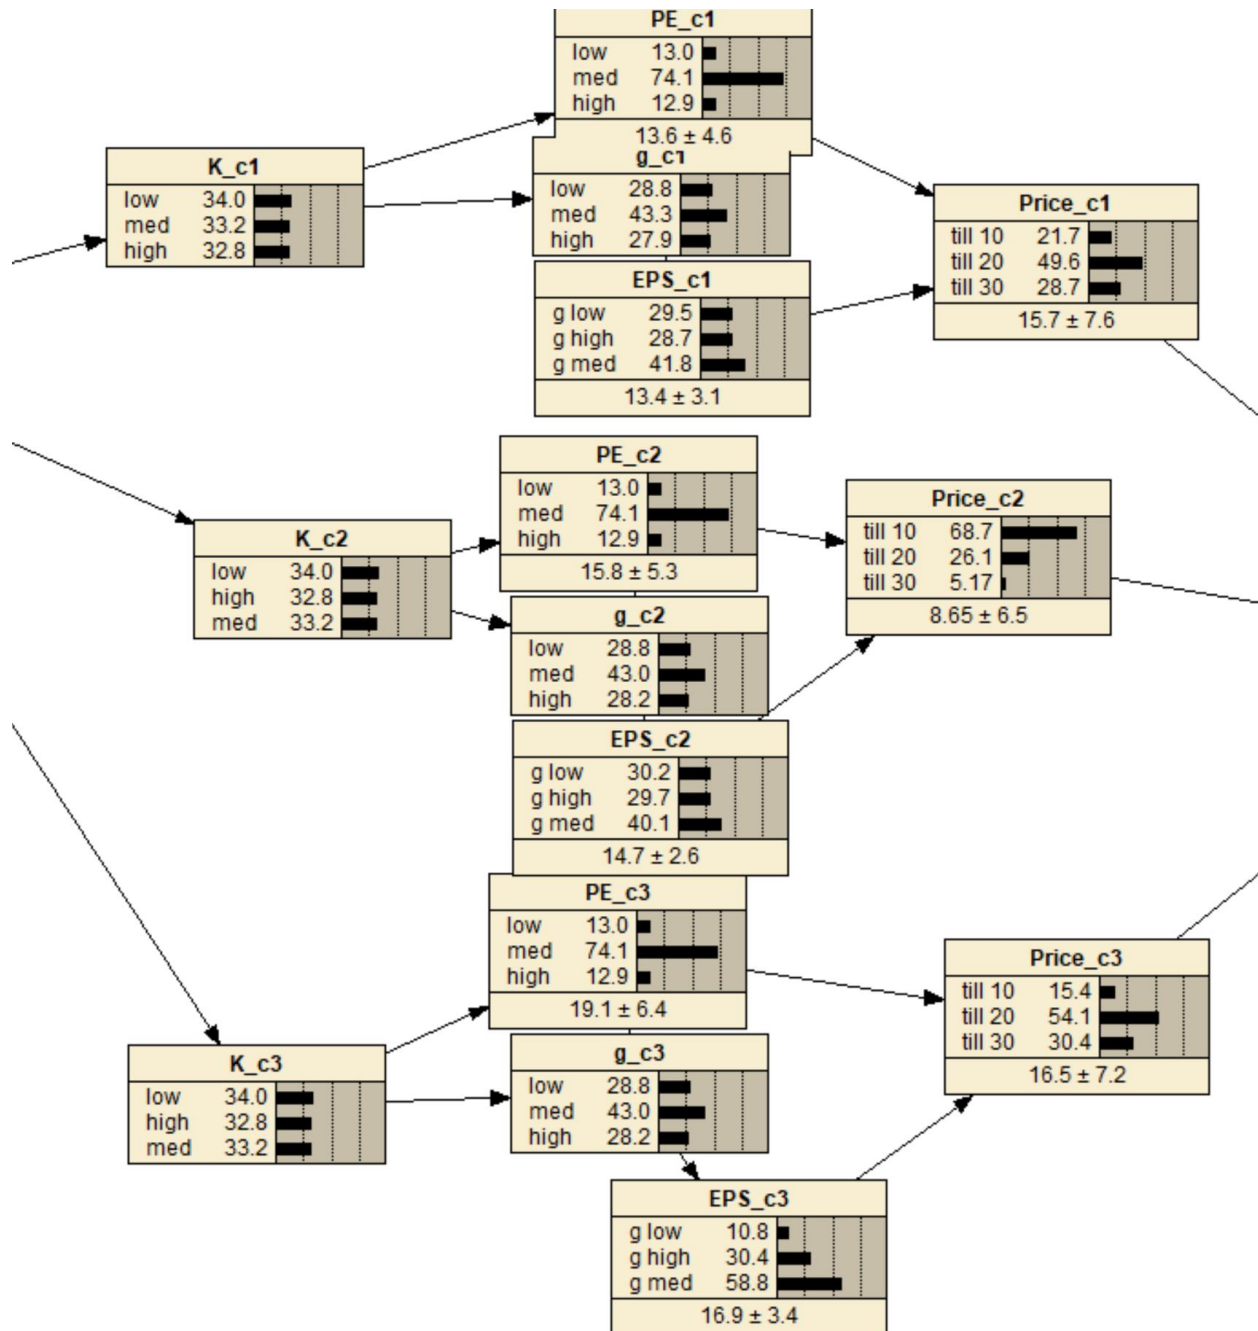 PE_c1
low 13.0
med 74.1
high 12.9
13.6 ± 4.6
K_c1
low 34.0
med 33.2
high 32.8
g_c1
low 28.8
med 43.3
high 27.9
EPS_c1
g low 29.5
g high 28.7
g med 41.8
13.4 ± 3.1
Price_c1
till 10 21.7
till 20 49.6
till 30 28.7
15.7 ± 7.6
PE_c2
low 13.0
med 74.1
high 12.9
15.8 ± 5.3
K_c2
low 34.0
high 32.8
med 33.2
g_c2
low 28.8
med 43.0
high 28.2
EPS_c2
g low 30.2
g high 29.7
g med 40.1
14.7 ± 2.6
Price_c2
till 10 68.7
till 20 26.1
till 30 5.17
8.65 ± 6.5
PE_c3
low 13.0
med 74.1
high 12.9
19.1 ± 6.4
K_c3
low 34.0
high 32.8
med 33.2
g_c3
low 28.8
med 43.0
high 28.2
EPS_c3
g low 10.8
g high 30.4
g med 58.8
16.9 ± 3.4
Price_c3
till 10 15.4
till 20 54.1
till 30 30.4
16.5 ± 7.2